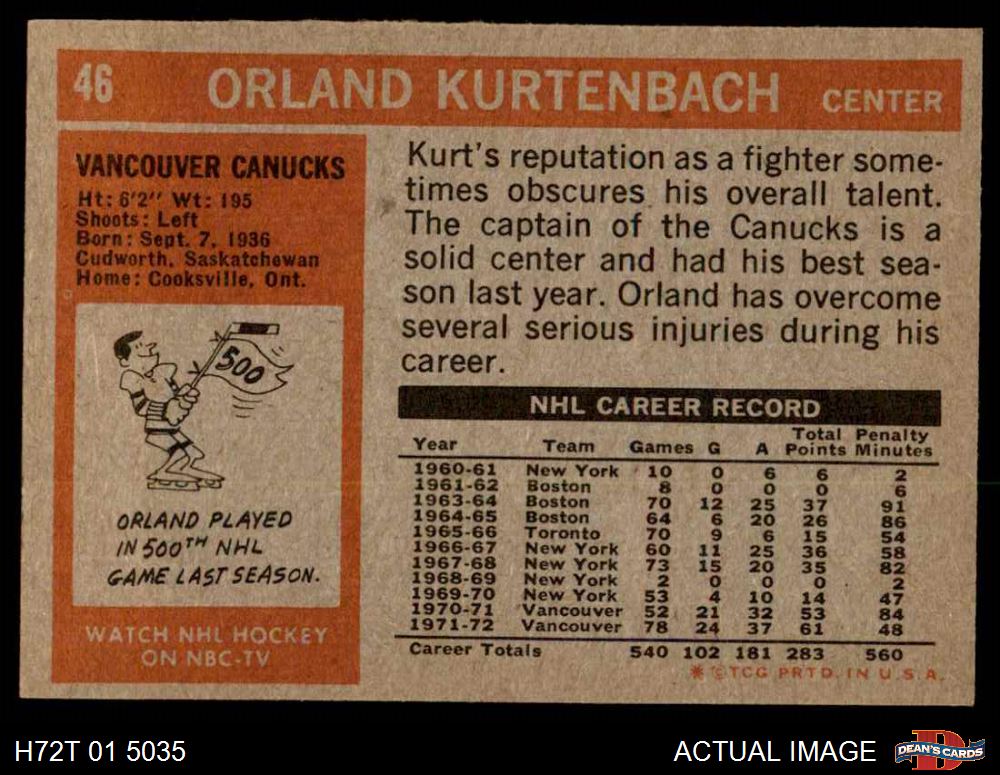 46 ORLAND KURTENBACH CENTER
VANCOUVER CANUCKS
Ht: 6'2" Wt: 195
Shoots: Left
Born: Sept. 7, 1936
Cudworth, Saskatchewan
Home: Cooksville, Ont.
500
ORLAND PLAYED
IN 500TH NHL
GAME LAST SEASON.
WATCH NHL HOCKEY
ON NBC-TV
Kurt's reputation as a fighter some-
times obscures his overall talent.
The captain of the Canucks is a
solid center and had his best sea-
son last year. Orland has overcome
several serious injuries during his
career.
NHL CAREER RECORD
Year Team Games G A Total Points Penalty Minutes
1960-61 New York 10 0 6 6 2
1961-62 Boston 8 0 0 0 6
1963-64 Boston 70 12 25 37 91
1964-65 Boston 64 6 20 26 86
1965-66 Toronto 70 9 6 15 54
1966-67 New York 60 11 25 36 58
1967-68 New York 73 15 20 35 82
1968-69 New York 2 0 0 0 2
1969-70 New York 53 4 10 14 47
1970-71 Vancouver 52 21 32 53 84
1971-72 Vancouver 78 24 37 61 48
Career Totals 540 102 181 283 560
* © TCG PRTD. IN U.S.A.
H72T 01 5035
ACTUAL IMAGE
DEAN'S CARDS